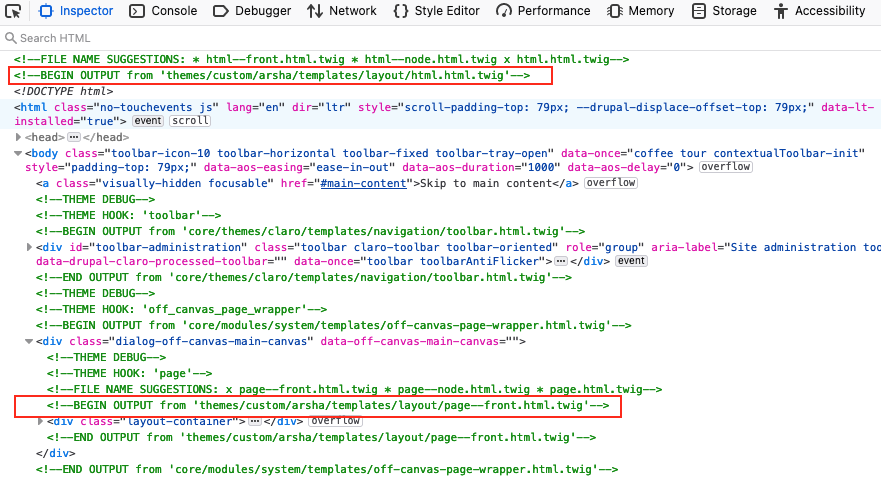 Inspector Console Debugger Network Style Editor Performance Memory Storage Accessibility
Search HTML
<!--FILE NAME SUGGESTIONS: * html--front.html.twig * html--node.html.twig x html.html.twig-->
<!--BEGIN OUTPUT from 'themes/custom/arsha/templates/layout/html.html.twig'-->
<!DOCTYPE html>
<html class="no-touchevents js" lang="en" dir="ltr" style="scroll-padding-top: 79px; --drupal-displace-offset-top: 79px;" data-lt-
installed="true"> event scroll
<head> ••• </head>
<body class="toolbar-icon-10 toolbar-horizontal toolbar-fixed toolbar-tray-open" data-once="coffee tour contextualToolbar-init"
style="padding-top: 79px;" data-aos-easing="ease-in-out" data-aos-duration="1000" data-aos-delay="0"> overflow
<a class="visually-hidden focusable" href="#main-content">Skip to main content</a> overflow
<!--THEME DEBUG-->
<!--THEME HOOK: 'toolbar'-->
<!--BEGIN OUTPUT from 'core/themes/claro/templates/navigation/toolbar.html.twig'-->
<div id="toolbar-administration" class="toolbar claro-toolbar toolbar-oriented" role="group" aria-label="Site administration too
data-drupal-claro-processed-toolbar="" data-once="toolbar toolbarAntiFlicker"> ••• </div> event
<!--END OUTPUT from 'core/themes/claro/templates/navigation/toolbar.html.twig'-->
<!--THEME DEBUG-->
<!--THEME HOOK: 'off_canvas_page_wrapper'-->
<!--BEGIN OUTPUT from 'core/modules/system/templates/off-canvas-page-wrapper.html.twig'-->
<div class="dialog-off-canvas-main-canvas" data-off-canvas-main-canvas="">
<!--THEME DEBUG-->
<!--THEME HOOK: 'page'-->
<!--FILE NAME SUGGESTIONS: x page--front.html.twig * page--node.html.twig * page.html.twig-->
<!--BEGIN OUTPUT from 'themes/custom/arsha/templates/layout/page--front.html.twig'-->
<div class="layout-container"> ••• </div> overflow
<!--END OUTPUT from 'themes/custom/arsha/templates/layout/page--front.html.twig'-->
</div>
<!--END OUTPUT from 'core/modules/system/templates/off-canvas-page-wrapper.html.twig'-->